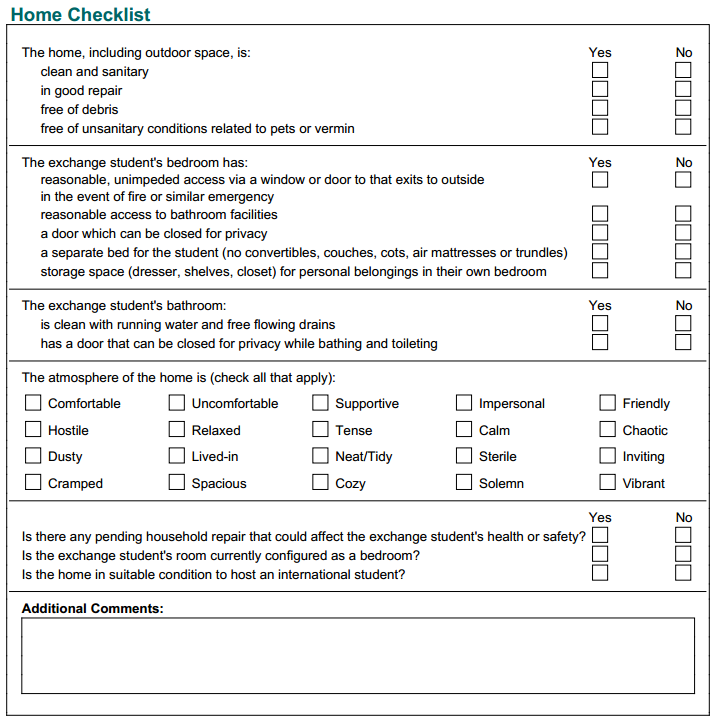 Home Checklist
The home, including outdoor space, is: Yes No
clean and sanitary
in good repair
free of debris
free of unsanitary conditions related to pets or vermin
The exchange student's bedroom has: Yes No
reasonable, unimpeded access via a window or door to that exits to outside
in the event of fire or similar emergency
reasonable access to bathroom facilities
a door which can be closed for privacy
a separate bed for the student (no convertibles, couches, cots, air mattresses or trundles)
storage space (dresser, shelves, closet) for personal belongings in their own bedroom
The exchange student's bathroom: Yes No
is clean with running water and free flowing drains
has a door that can be closed for privacy while bathing and toileting
The atmosphere of the home is (check all that apply):
Comfortable Uncomfortable Supportive Impersonal Friendly
Hostile Relaxed Tense Calm Chaotic
Dusty Lived-in Neat/Tidy Sterile Inviting
Cramped Spacious Cozy Solemn Vibrant
Yes No
Is there any pending household repair that could affect the exchange student's health or safety?
Is the exchange student's room currently configured as a bedroom?
Is the home in suitable condition to host an international student?
Additional Comments: